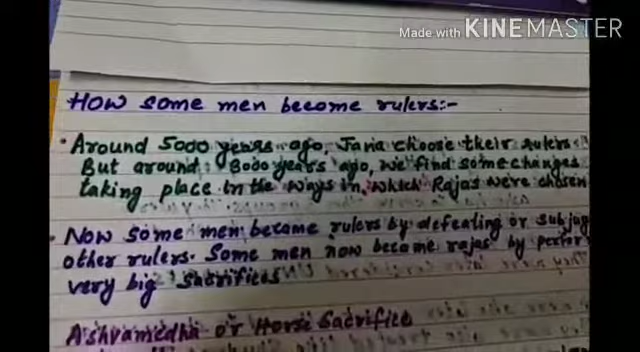 Made with KINEMASTER
How some men become rulers:-
• Around 5000 years ago, Jana choose their rulers.
But around 3000 years ago, we find some changes
taking place in the ways in which Rajas were chosen
• Now some men became rulers by defeating or subjug
other rulers. Some men now became rajas by perfor
very big sacrifices
Ashvamedha or Horse Sacrifice